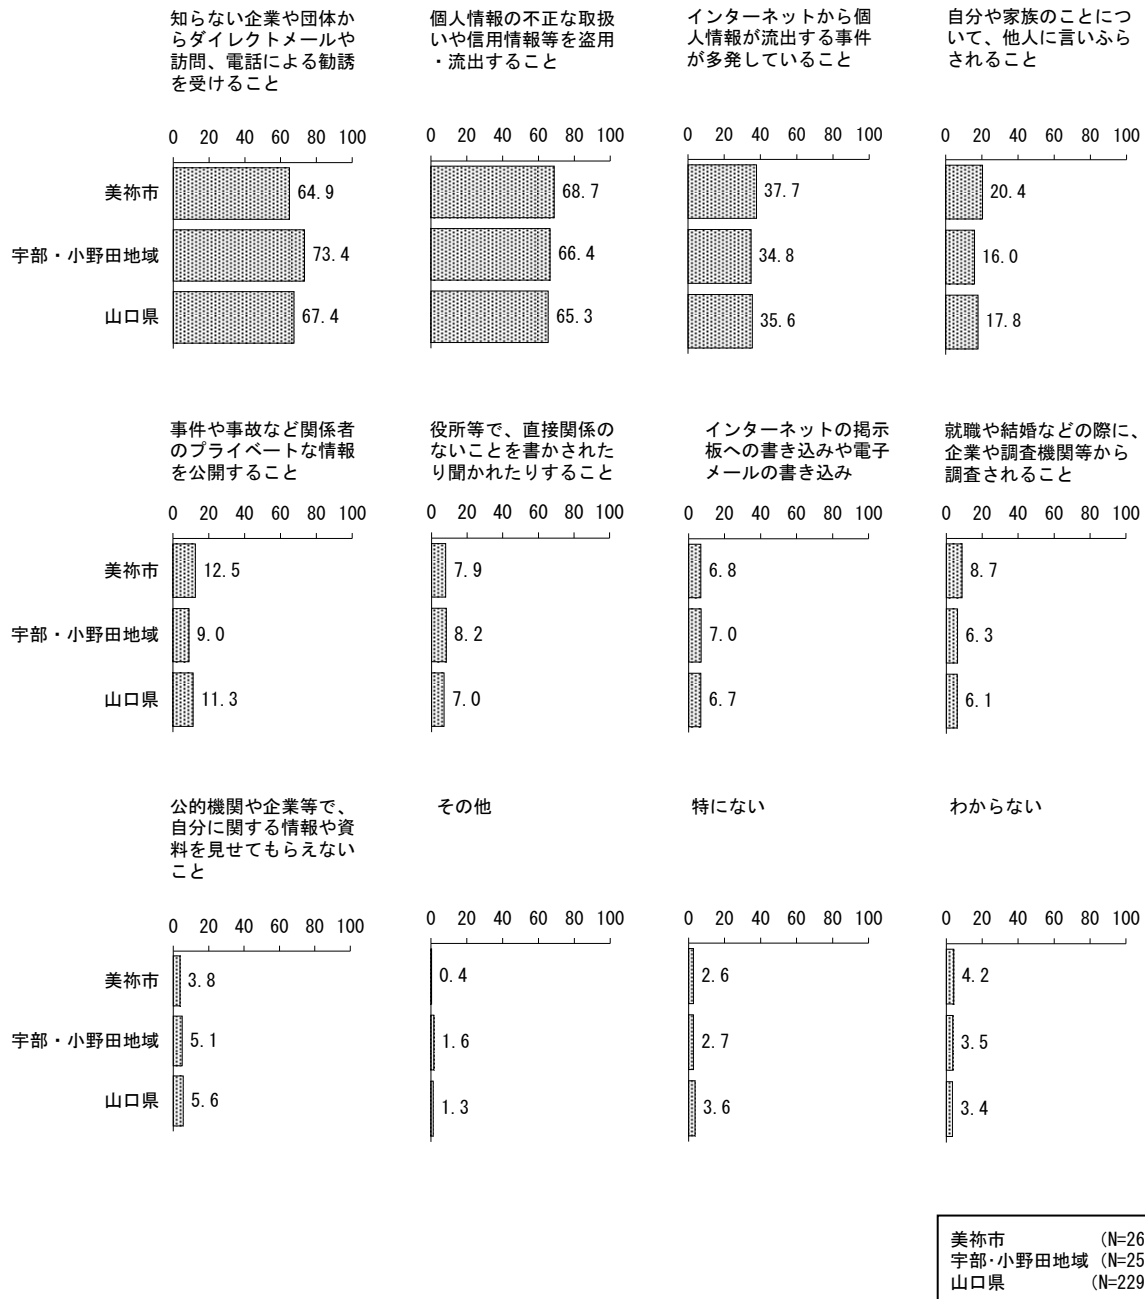 知らない企業や団体か
らダイレクトメールや
訪問、電話による勧誘
を受けること
0 20 40 60 80 100
美祢市 64.9
宇部・小野田地域 73.4
山口県 67.4
個人情報の不正な取扱
いや信用情報等を盗用
・流出すること
0 20 40 60 80 100
68.7
66.4
65.3
インターネットから個
人情報が流出する事件
が多発していること
0 20 40 60 80 100
37.7
34.8
35.6
自分や家族のことにつ
いて、他人に言いふら
されること
0 20 40 60 80 100
20.4
16.0
17.8
事件や事故など関係者
のプライベートな情報
を公開すること
0 20 40 60 80 100
美祢市 12.5
宇部・小野田地域 9.0
山口県 11.3
役所等で、直接関係の
ないことを書かされた
り聞かれたりすること
0 20 40 60 80 100
7.9
8.2
7.0
インターネットの掲示
板への書き込みや電子
メールの書き込み
0 20 40 60 80 100
6.8
7.0
6.7
就職や結婚などの際に、
企業や調査機関等から
調査されること
0 20 40 60 80 100
8.7
6.3
6.1
公的機関や企業等で、
自分に関する情報や資
料を見せてもらえない
こと
0 20 40 60 80 100
美祢市 3.8
宇部・小野田地域 5.1
山口県 5.6
その他
0 20 40 60 80 100
0.4
1.6
1.3
特にない
0 20 40 60 80 100
2.6
2.7
3.6
わからない
0 20 40 60 80 100
4.2
3.5
3.4
美祢市 (N=26
宇部・小野田地域 (N=25
山口県 (N=229